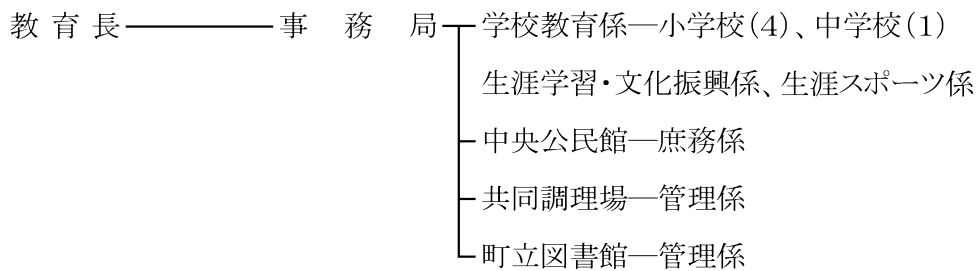 教育長―事務局―学校教育係―小学校(4)、中学校(1)
生涯学習・文化振興係、生涯スポーツ係
中央公民館―庶務係
共同調理場―管理係
町立図書館―管理係